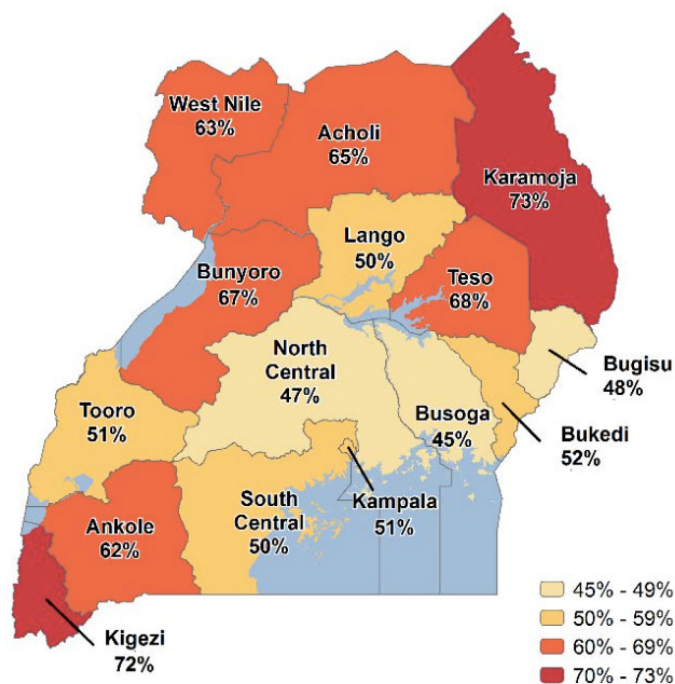 West Nile
63%
Acholi
65%
Karamoja
73%
Lango
50%
Bunyoro
67%
Teso
68%
North
Central
47%
Bugisu
48%
Tooro
51%
Busoga
45%
Bukedi
52%
South
Central
50%
Kampala
51%
Ankole
62%
Kigezi
72%
45% - 49%
50% - 59%
60% - 69%
70% - 73%